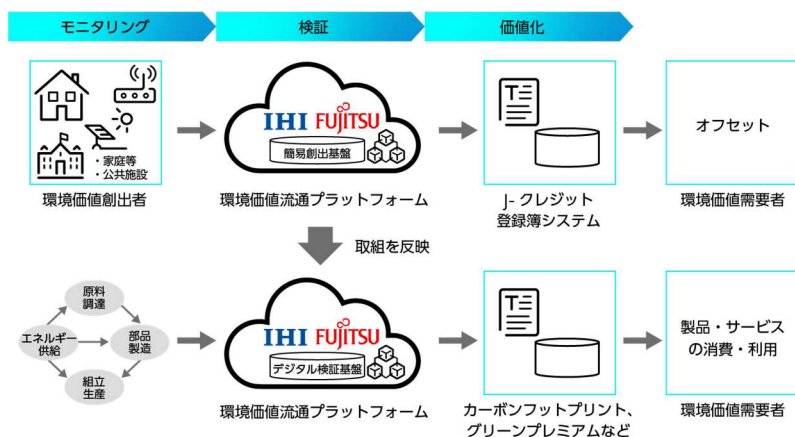 モニタリング
検証
価値化
・家庭等
・公共施設
環境価値創出者
IHI FUJITSU
簡易創出基盤
環境価値流通プラットフォーム
T
J-クレジット
登録簿システム
オフセット
環境価値需要者
取組を反映
原料
調達
エネルギー
供給
部品
製造
組立
生産
IHI FUJITSU
デジタル検証基盤
環境価値流通プラットフォーム
T
カーボンフットプリント、
グリーンプレミアムなど
製品・サービス
の消費・利用
環境価値需要者